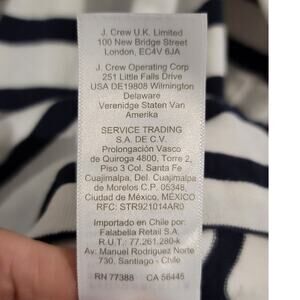 J. Crew U.K. Limited
100 New Bridge Street
London, EC4V 6JA
J. Crew Operating Corp
251 Little Falls Drive
USA DE19808 Wilmington
Delaware
Verenidge Staten Van
Amerika
SERVICE TRADING
S.A. DE C.V.
Prolongación Vasco
de Quiroga 4800, Torre 2,
Piso 3 Col. Santa Fe
Cuajimalpa, Del. Cuajimalpa
de Morelos C.P. 05348,
Ciudad de México, MÉXICO
RFC: STR921014AR0
Importado en Chile por:
Falabella Retail S.A.
R.U.T.: 77.261.280-k
Av: Manuel Rodriguez Norte
730, Santiago - Chile
RN 77388 CA 56445